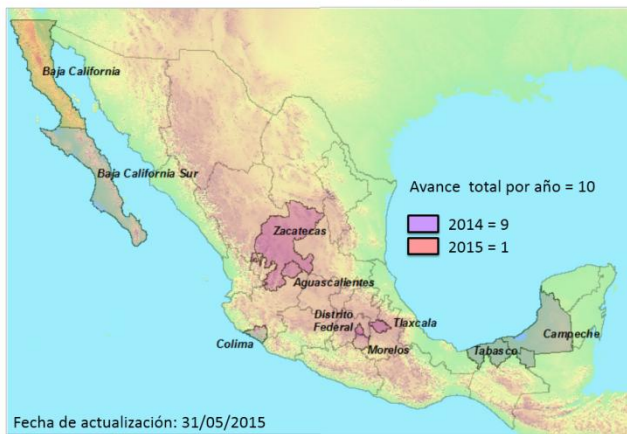 Baja California
Baja California Sur
Avance total por año = 10
2014 = 9
2015 = 1
Zacatecas
Aguascalientes
Distrito
Federal
Tlaxcala
Colima
Morelos
Tabasco
Campeche
Fecha de actualización: 31/05/2015